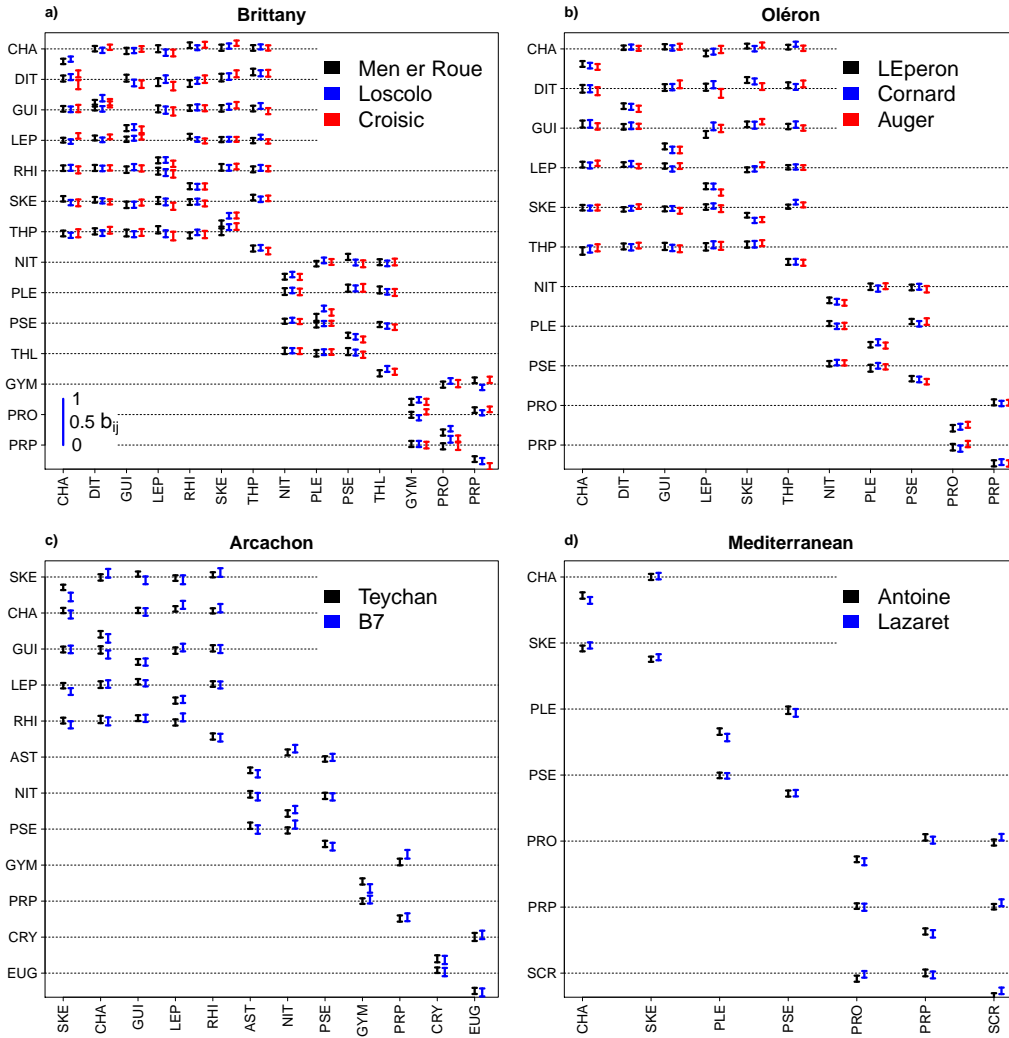 a) Brittany
CHA
DIT
GUI
LEP
RHI
SKE
THP
NIT
PLE
PSE
THL
GYM
PRO
PRP
Men er Roue
Loscolo
Croisic
1
0.5 b_ij
0
CHA DIT GUI LEP RHI SKE THP NIT PLE PSE THL GYM PRO PRP
b) Oléron
CHA
DIT
GUI
LEP
SKE
THP
NIT
PLE
PSE
PRO
PRP
LEperon
Cornard
Auger
CHA DIT GUI LEP SKE THP NIT PLE PSE PRO PRP
c) Arcachon
SKE
CHA
GUI
LEP
RHI
AST
NIT
PSE
GYM
PRP
CRY
EUG
Teychan
B7
SKE CHA GUI LEP RHI AST NIT PSE GYM PRP CRY EUG
d) Mediterranean
CHA
SKE
PLE
PSE
PRO
PRP
SCR
Antoine
Lazaret
CHA SKE PLE PSE PRO PRP SCR